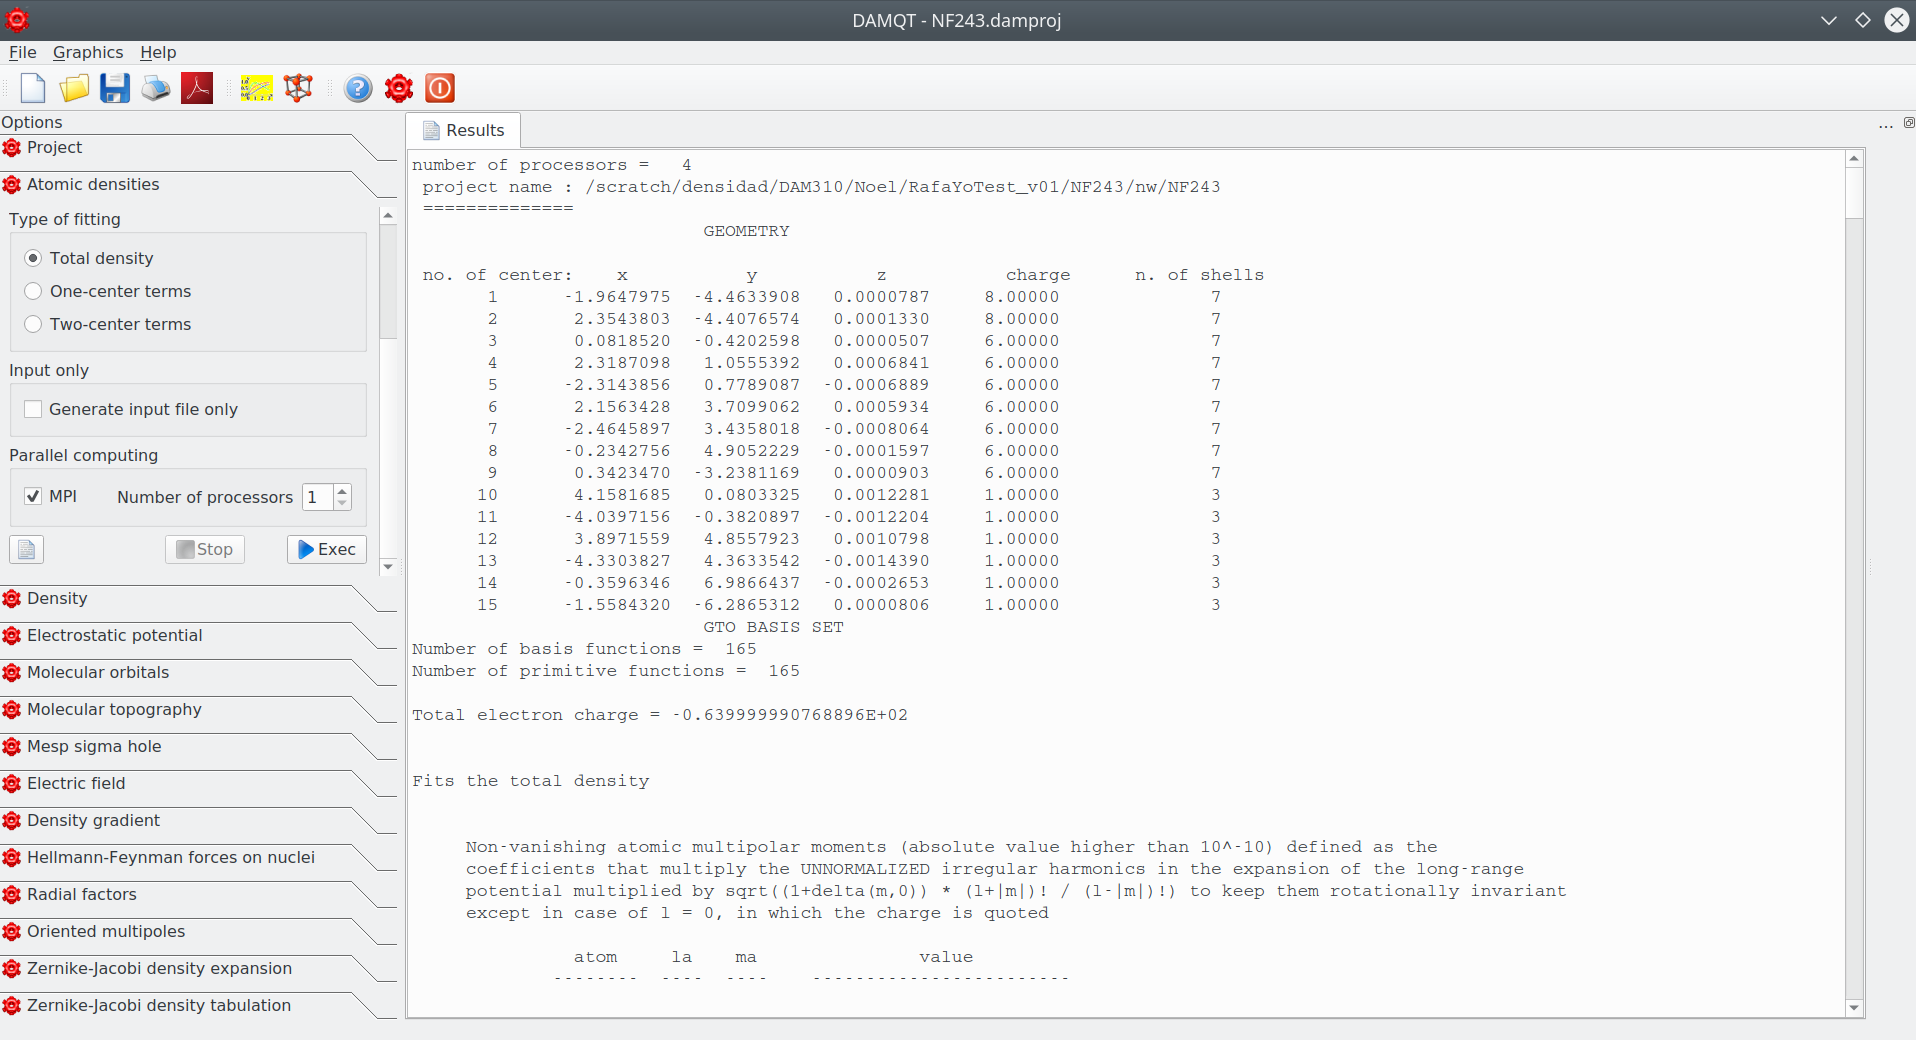 DAMQT - NF243.damproj
File Graphics Help
Options
Project
Atomic densities
Type of fitting
Total density
One-center terms
Two-center terms
Input only
Generate input file only
Parallel computing
MPI Number of processors 1
Stop Exec
Density
Electrostatic potential
Molecular orbitals
Molecular topography
Mesp sigma hole
Electric field
Density gradient
Hellmann-Feynman forces on nuclei
Radial factors
Oriented multipoles
Zernike-Jacobi density expansion
Zernike-Jacobi density tabulation
Results
number of processors = 4
project name : /scratch/densidad/DAM310/Noel/RafaYoTest_v01/NF243/nw/NF243
==============
GEOMETRY
no. of center: x y z charge n. of shells
1 -1.9647975 -4.4633908 0.0000787 8.00000 7
2 2.3543803 -4.4076574 0.0001330 8.00000 7
3 0.0818520 -0.4202598 0.0000507 6.00000 7
4 2.3187098 1.0555392 0.0006841 6.00000 7
5 -2.3143856 0.7789087 -0.0006889 6.00000 7
6 2.1563428 3.7099062 0.0005934 6.00000 7
7 -2.4645897 3.4358018 -0.0008064 6.00000 7
8 -0.2342756 4.9052229 -0.0001597 6.00000 7
9 0.3423470 -3.2381169 0.0000903 6.00000 7
10 4.1581685 0.0803325 0.0012281 1.00000 3
11 -4.0397156 -0.3820897 -0.0012204 1.00000 3
12 3.8971559 4.8557923 0.0010798 1.00000 3
13 -4.3303827 4.3633542 -0.0014390 1.00000 3
14 -0.3596346 6.9866437 -0.0002653 1.00000 3
15 -1.5584320 -6.2865312 0.0000806 1.00000 3
GTO BASIS SET
Number of basis functions = 165
Number of primitive functions = 165
Total electron charge = -0.639999990768896E+02
Fits the total density
Non-vanishing atomic multipolar moments (absolute value higher than 10^-10) defined as the
coefficients that multiply the UNNORMALIZED irregular harmonics in the expansion of the long-range
potential multiplied by sqrt((1+delta(m,0)) * (l+|m|)! / (l-|m|)!) to keep them rotationally invariant
except in case of l = 0, in which the charge is quoted
atom la ma value
-------- ---- ---- ------------------------